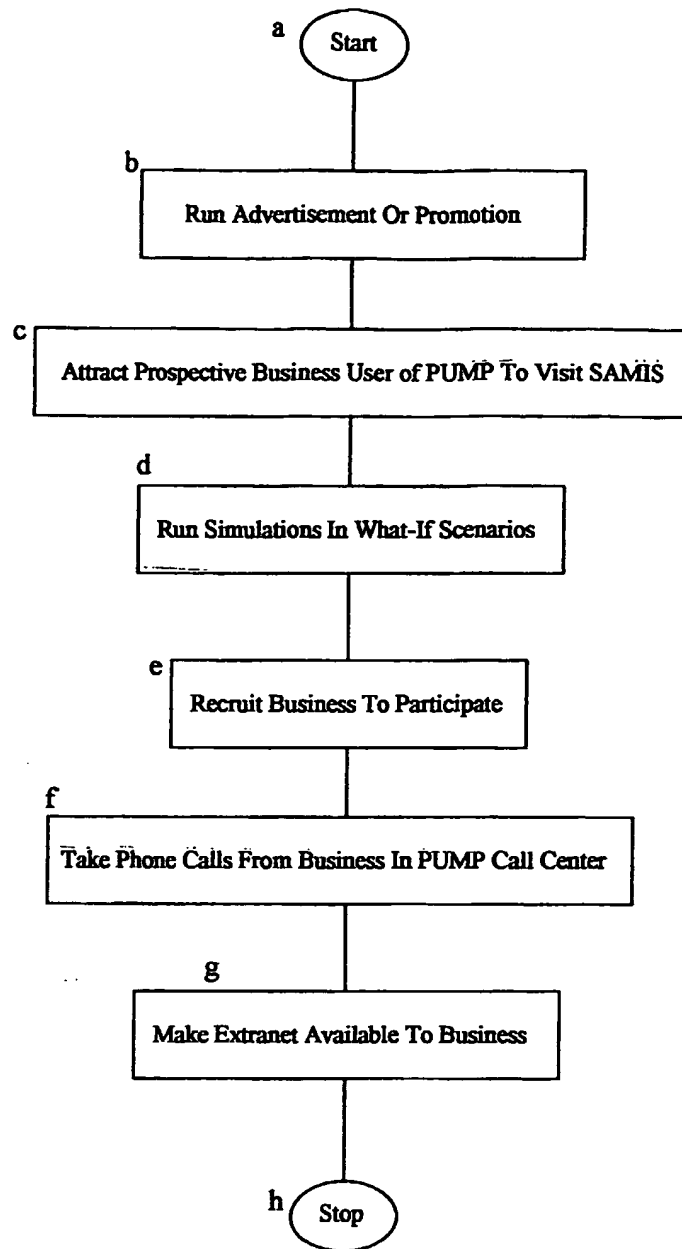 a
Start
b
Run Advertisement Or Promotion
c
Attract Prospective Business User of PUMP To Visit SAMIS
d
Run Simulations In What-If Scenarios
e
Recruit Business To Participate
f
Take Phone Calls From Business In PUMP Call Center
g
Make Extranet Available To Business
h
Stop